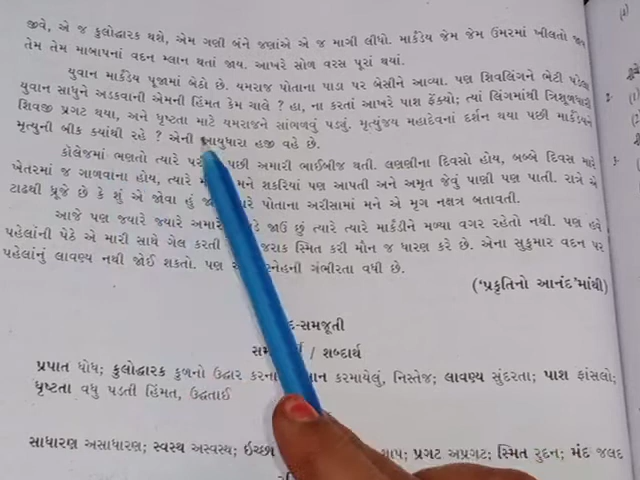 જીવે, એ જ કુલોદ્ધારક થશે, એમ ગણી બંને જણાંએ એ જ માગી લીધો. માર્કંડેય જેમ જેમ ઉંમરમાં ખીલતો જાય
તેમ તેમ માબાપનાં વદન મ્લાન થતાં જાય. આખરે સોળ વરસ પૂરાં થયાં.
યુવાન માર્કંડેય પૂજામાં બેઠો છે. યમરાજ પોતાના પાડા પર બેસીને આવ્યા. પણ શિવલિંગને ભેટી પડેલા
યુવાન સાધુને અડકવાની એમની હિંમત કેમ ચાલે ? હા, ના કરતાં આખરે પાશ ફેંક્યો; ત્યાં લિંગમાંથી ત્રિશૂળધારી
શિવજી પ્રગટ થયા, અને ધૃષ્ટતા માટે યમરાજને સાંભળવું પડ્યું. મૃત્યુંજય મહાદેવનાં દર્શન થયા પછી માર્કંડેયને
મૃત્યુની બીક ક્યાંથી રહે ? એની આયુધારા હજી વહે છે.
કૉલેજમાં ભણતો ત્યારે પછી અમારી ભાઈબીજ થતી. લણણીના દિવસો હોય, બબ્બે દિવસ મારે
ખેતરમાં જ ગાળવાના હોય, ત્યારે મને શકરિયાં પણ આપતી અને અમૃત જેવું પાણી પણ પાતી. રાત્રે એ
ટાઢથી ધ્રૂજે છે કે શું એ જોવા હું પોતાના અરીસામાં મને એ મૃગ નક્ષત્ર બતાવતી.
આજે પણ જ્યારે જ્યારે જાઉં છું ત્યારે ત્યારે માર્કંડીને મળ્યા વગર રહેતો નથી. પણ હવે
પહેલાંની પેઠે એ મારી સાથે ગેલ કરતી જરાક સ્મિત કરી મૌન જ ધારણ કરે છે. એના સુકુમાર વદન પર
પહેલાંનું લાવણ્ય નથી જોઈ શકતો. પણ સ્નેહની ગંભીરતા વધી છે.
('પ્રકૃતિનો આનંદ'માંથી)
સમજૂતી
/ શબ્દાર્થ
પ્રપાત ધોધ; કુલોદ્ધારક કુળનો ઉદ્ધાર કરનાર કરમાયેલું, નિસ્તેજ; લાવણ્ય સુંદરતા; પાશ ફાંસલો;
ધૃષ્ટતા વધુ પડતી હિંમત, ઉદ્ધતાઈ
સાધારણ અસાધારણ; સ્વસ્થ અસ્વસ્થ; ઇચ્છા પ્રગટ અપ્રગટ; સ્મિત રુદન; મંદ જલદ